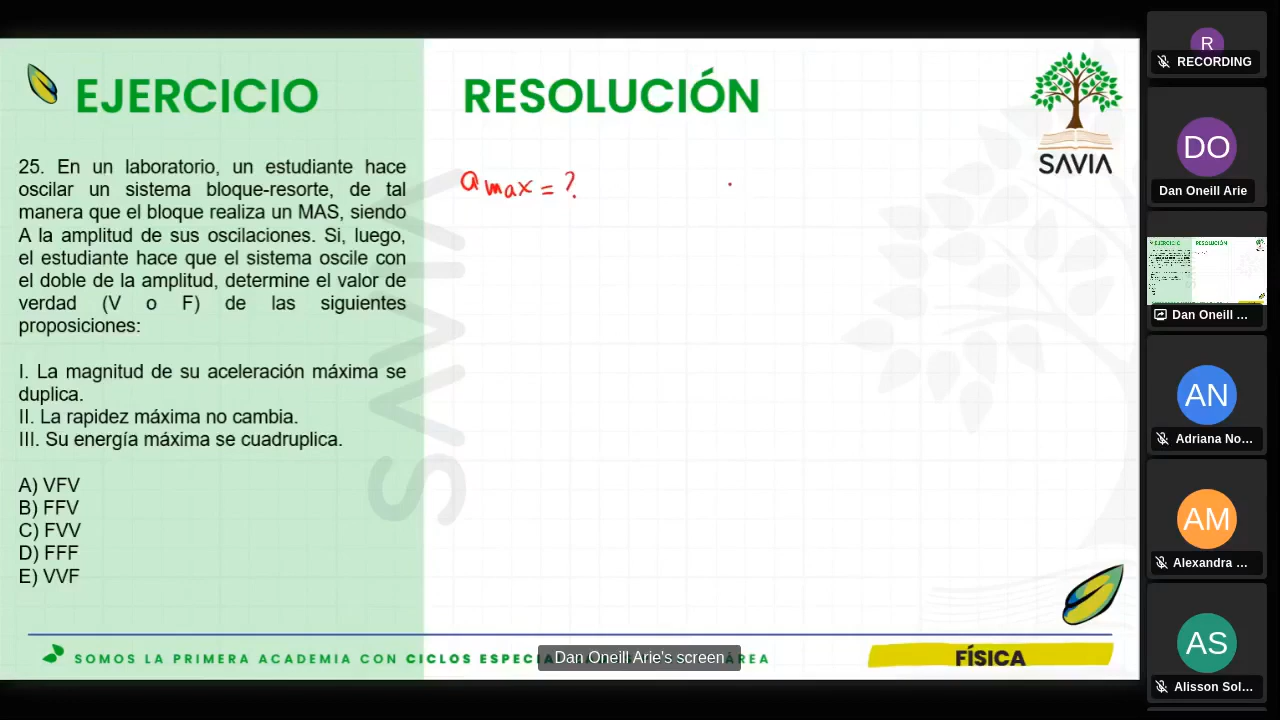 EJERCICIO
25. En un laboratorio, un estudiante hace
oscilar un sistema bloque-resorte, de tal
manera que el bloque realiza un MAS, siendo
A la amplitud de sus oscilaciones. Si, luego,
el estudiante hace que el sistema oscile con
el doble de la amplitud, determine el valor de
verdad (V o F) de las siguientes
proposiciones:
I. La magnitud de su aceleración máxima se
duplica.
II. La rapidez máxima no cambia.
III. Su energía máxima se cuadruplica.
A) VFV
B) FFV
C) FVV
D) FFF
E) VVF
RESOLUCIÓN
a max = ?
SAVIA
SAVIA
SOMOS LA PRIMERA ACADEMIA CON CICLOS ESPECI
REA
Dan Oneill Arie's screen
FÍSICA
R
RECORDING
DO
Dan Oneill Arie
Dan Oneill ...
AN
Adriana No...
AM
Alexandra ...
AS
Alisson Sol...